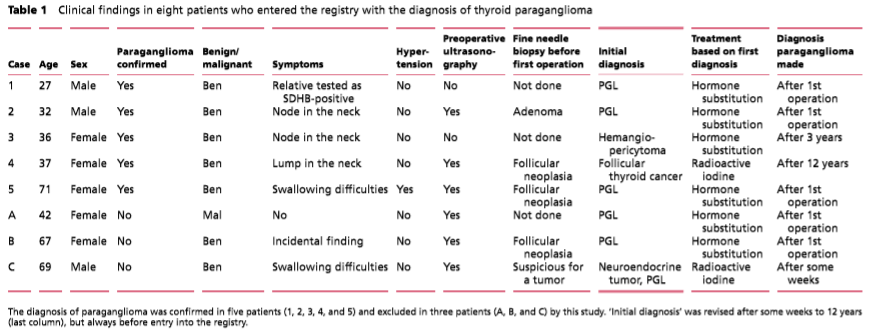 Table 1 Clinical findings in eight patients who entered the registry with the diagnosis of thyroid paraganglioma
Preoperative Fine needle Treatment Diagnosis
Paraganglioma Benign/ Hyper- ultrasono- biopsy before Initial based on first paraganglioma
Case Age Sex confirmed malignant Symptoms tension graphy first operation diagnosis diagnosis made
1 27 Male Yes Ben Relative tested as No No Not done PGL Hormone After 1st
SDHB-positive substitution operation
2 32 Male Yes Ben Node in the neck No Yes Adenoma PGL Hormone After 1st
substitution operation
3 36 Female Yes Ben Node in the neck No No Not done Hemangio- Hormone After 3 years
pericytoma substitution
4 37 Female Yes Ben Lump in the neck No Yes Follicular Follicular Radioactive After 12 years
neoplasia thyroid cancer iodine
5 71 Female Yes Ben Swallowing difficulties Yes Yes Follicular PGL Hormone After 1st
neoplasia substitution operation
A 42 Female No Mal No No Yes Not done PGL Hormone After 1st
substitution operation
B 67 Female No Ben Incidental finding No Yes Follicular PGL Hormone After 1st
neoplasia substitution operation
C 69 Male No Ben Swallowing difficulties No Yes Suspicious for Neuroendocrine Radioactive After some
a tumor tumor, PGL iodine weeks
The diagnosis of paraganglioma was confirmed in five patients (1, 2, 3, 4, and 5) and excluded in three patients (A, B, and C) by this study. 'Initial diagnosis' was revised after some weeks to 12 years
(last column), but always before entry into the registry.